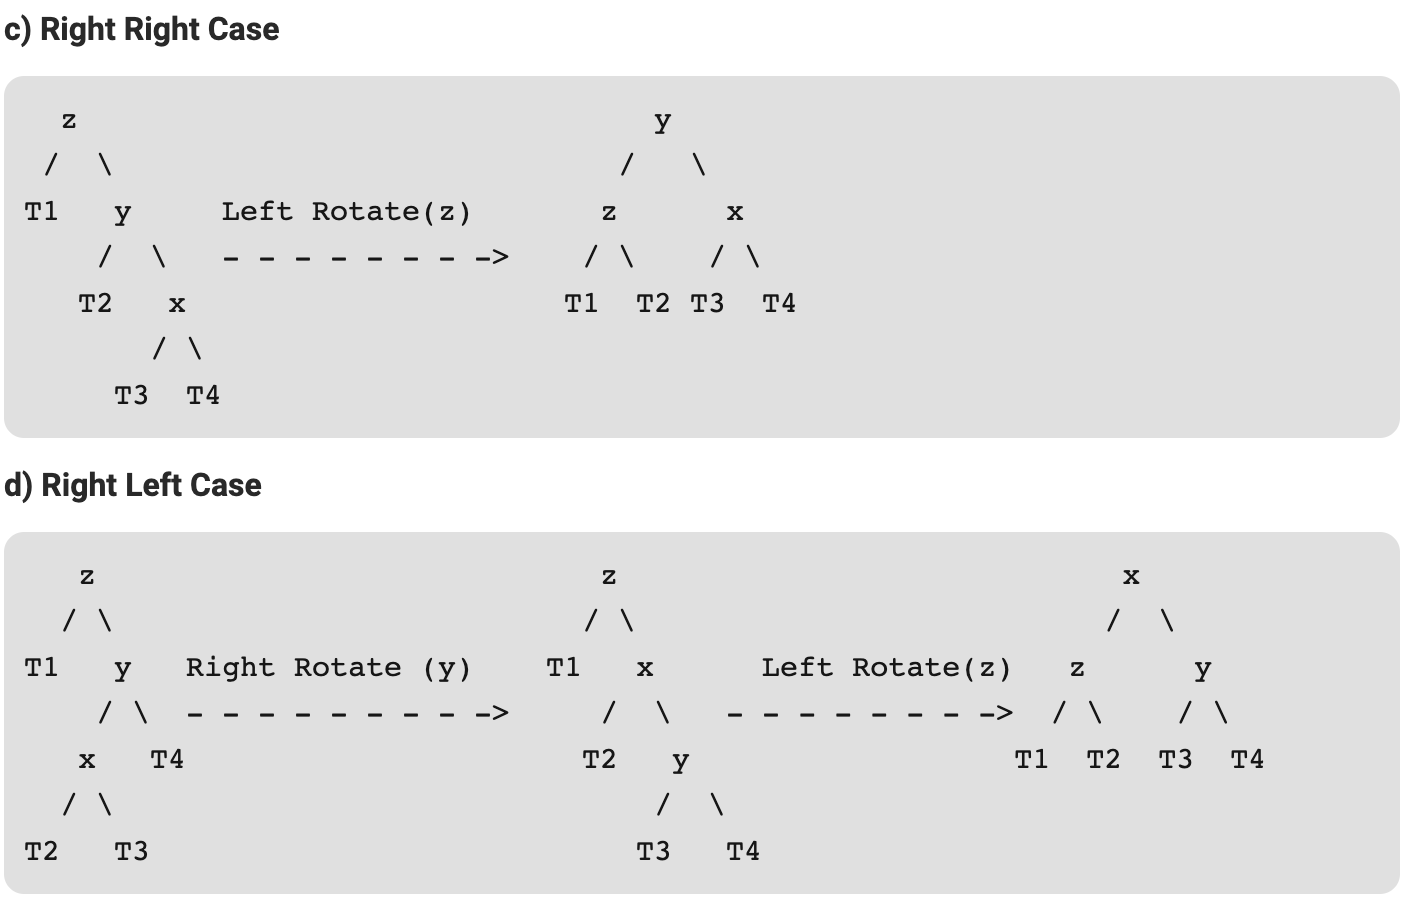 c) Right Right Case
z                                y
/  \                            /   \
T1   y     Left Rotate(z)       z      x
/  \   - - - - - - - ->    / \    / \
T2   x                     T1  T2 T3  T4
/ \
T3  T4
d) Right Left Case
z                            z                            x
/ \                          / \                          /  \
T1   y   Right Rotate (y)    T1   x      Left Rotate(z)   z      y
/ \  - - - - - - - - ->     /  \   - - - - - - - ->  / \    / \
x   T4                      T2   y                  T1  T2  T3  T4
/ \                              /  \
T2   T3                           T3   T4